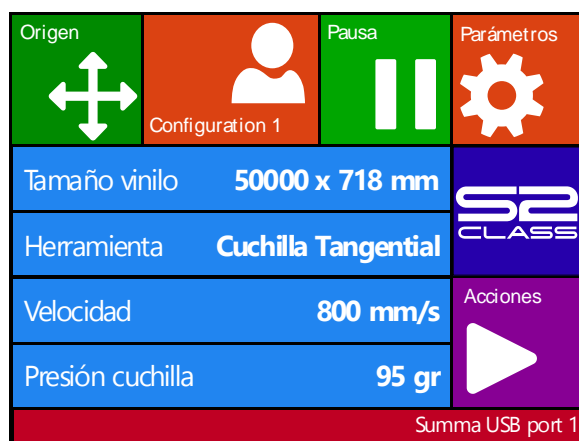 Origen
Configuration 1
Pausa
Parámetros
Tamaño vinilo 50000 x 718 mm
S2
CLASS
Herramienta Cuchilla Tangential
Velocidad 800 mm/s
Acciones
Presión cuchilla 95 gr
Summa USB port 1